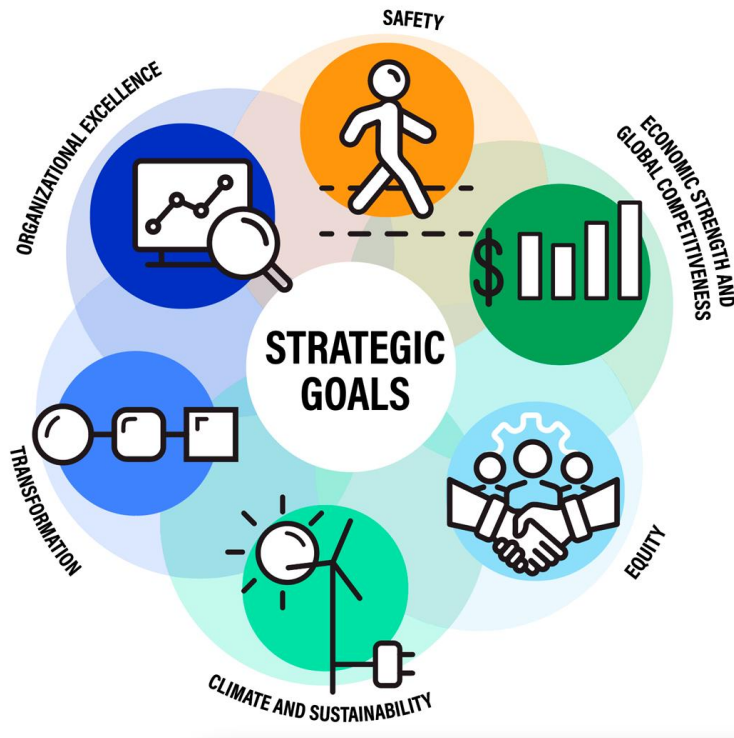 SAFETY
ECONOMIC STRENGTH AND
GLOBAL COMPETITIVENESS
EQUITY
CLIMATE AND SUSTAINABILITY
TRANSFORMATION
ORGANIZATIONAL EXCELLENCE
STRATEGIC
GOALS
$